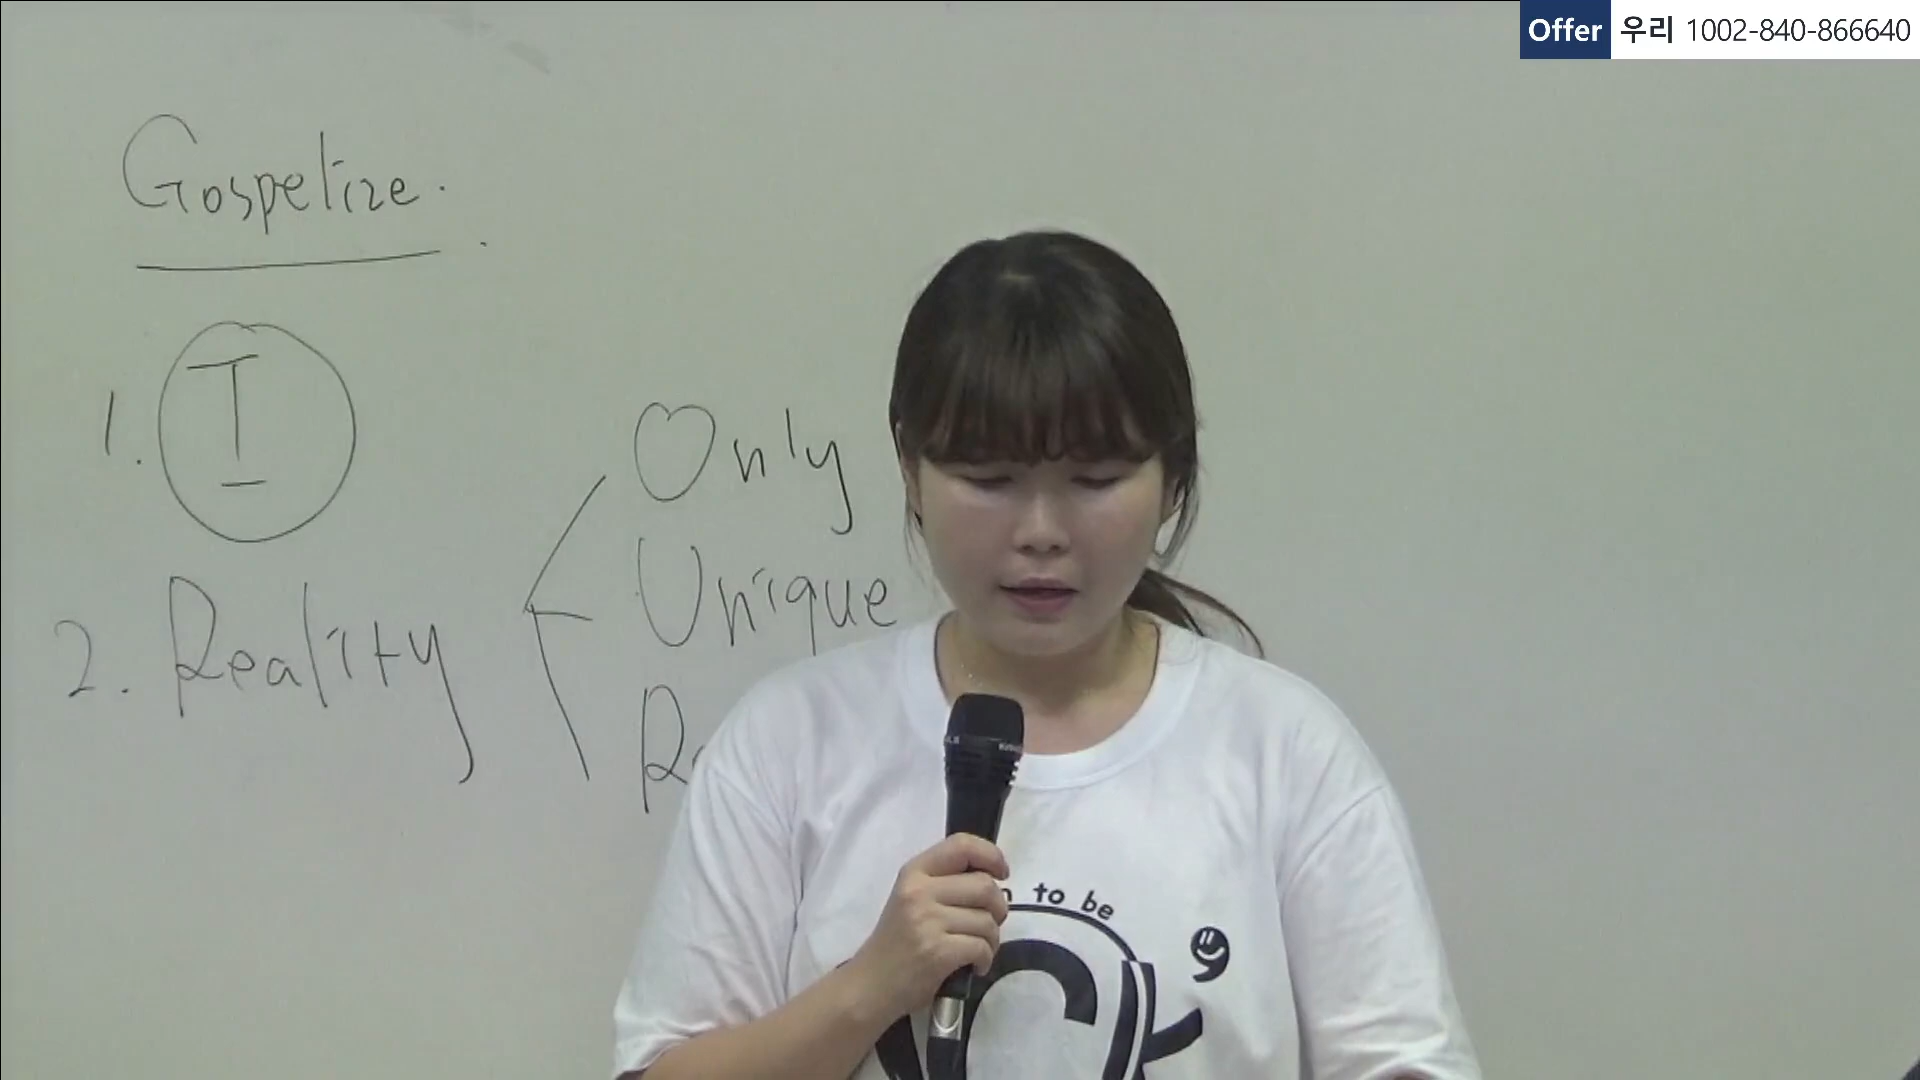 Offer 우리 1002-840-866640
Gospelize.
1. I
Only
Unique
2. Reality
to be